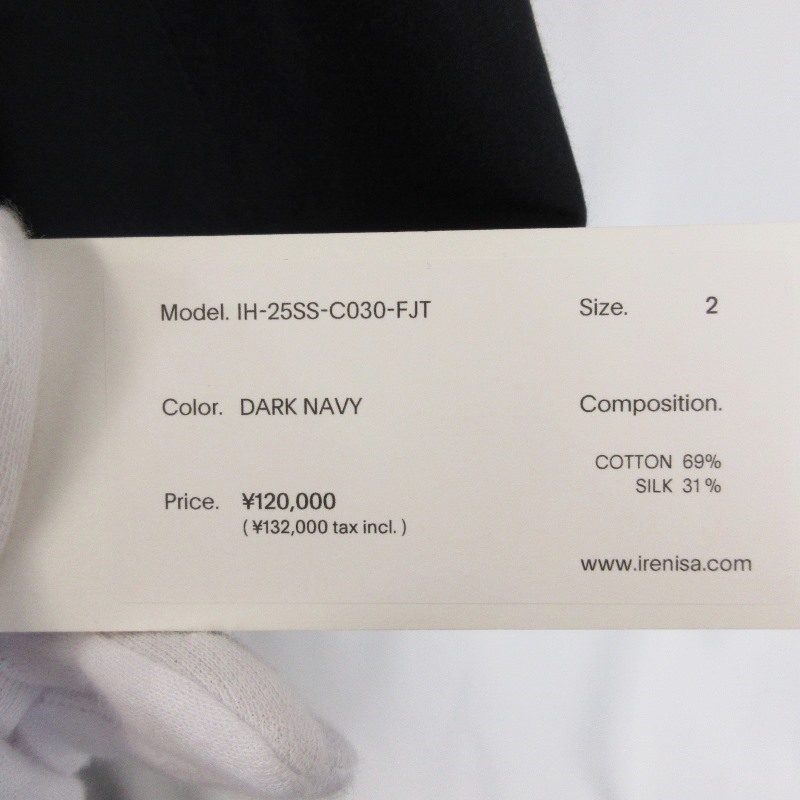 Model. IH-25SS-C030-FJT
Size. 2
Color. DARK NAVY
Composition.
COTTON 69%
SILK 31%
Price. ¥120,000
( ¥132,000 tax incl. )
www.irenisa.com